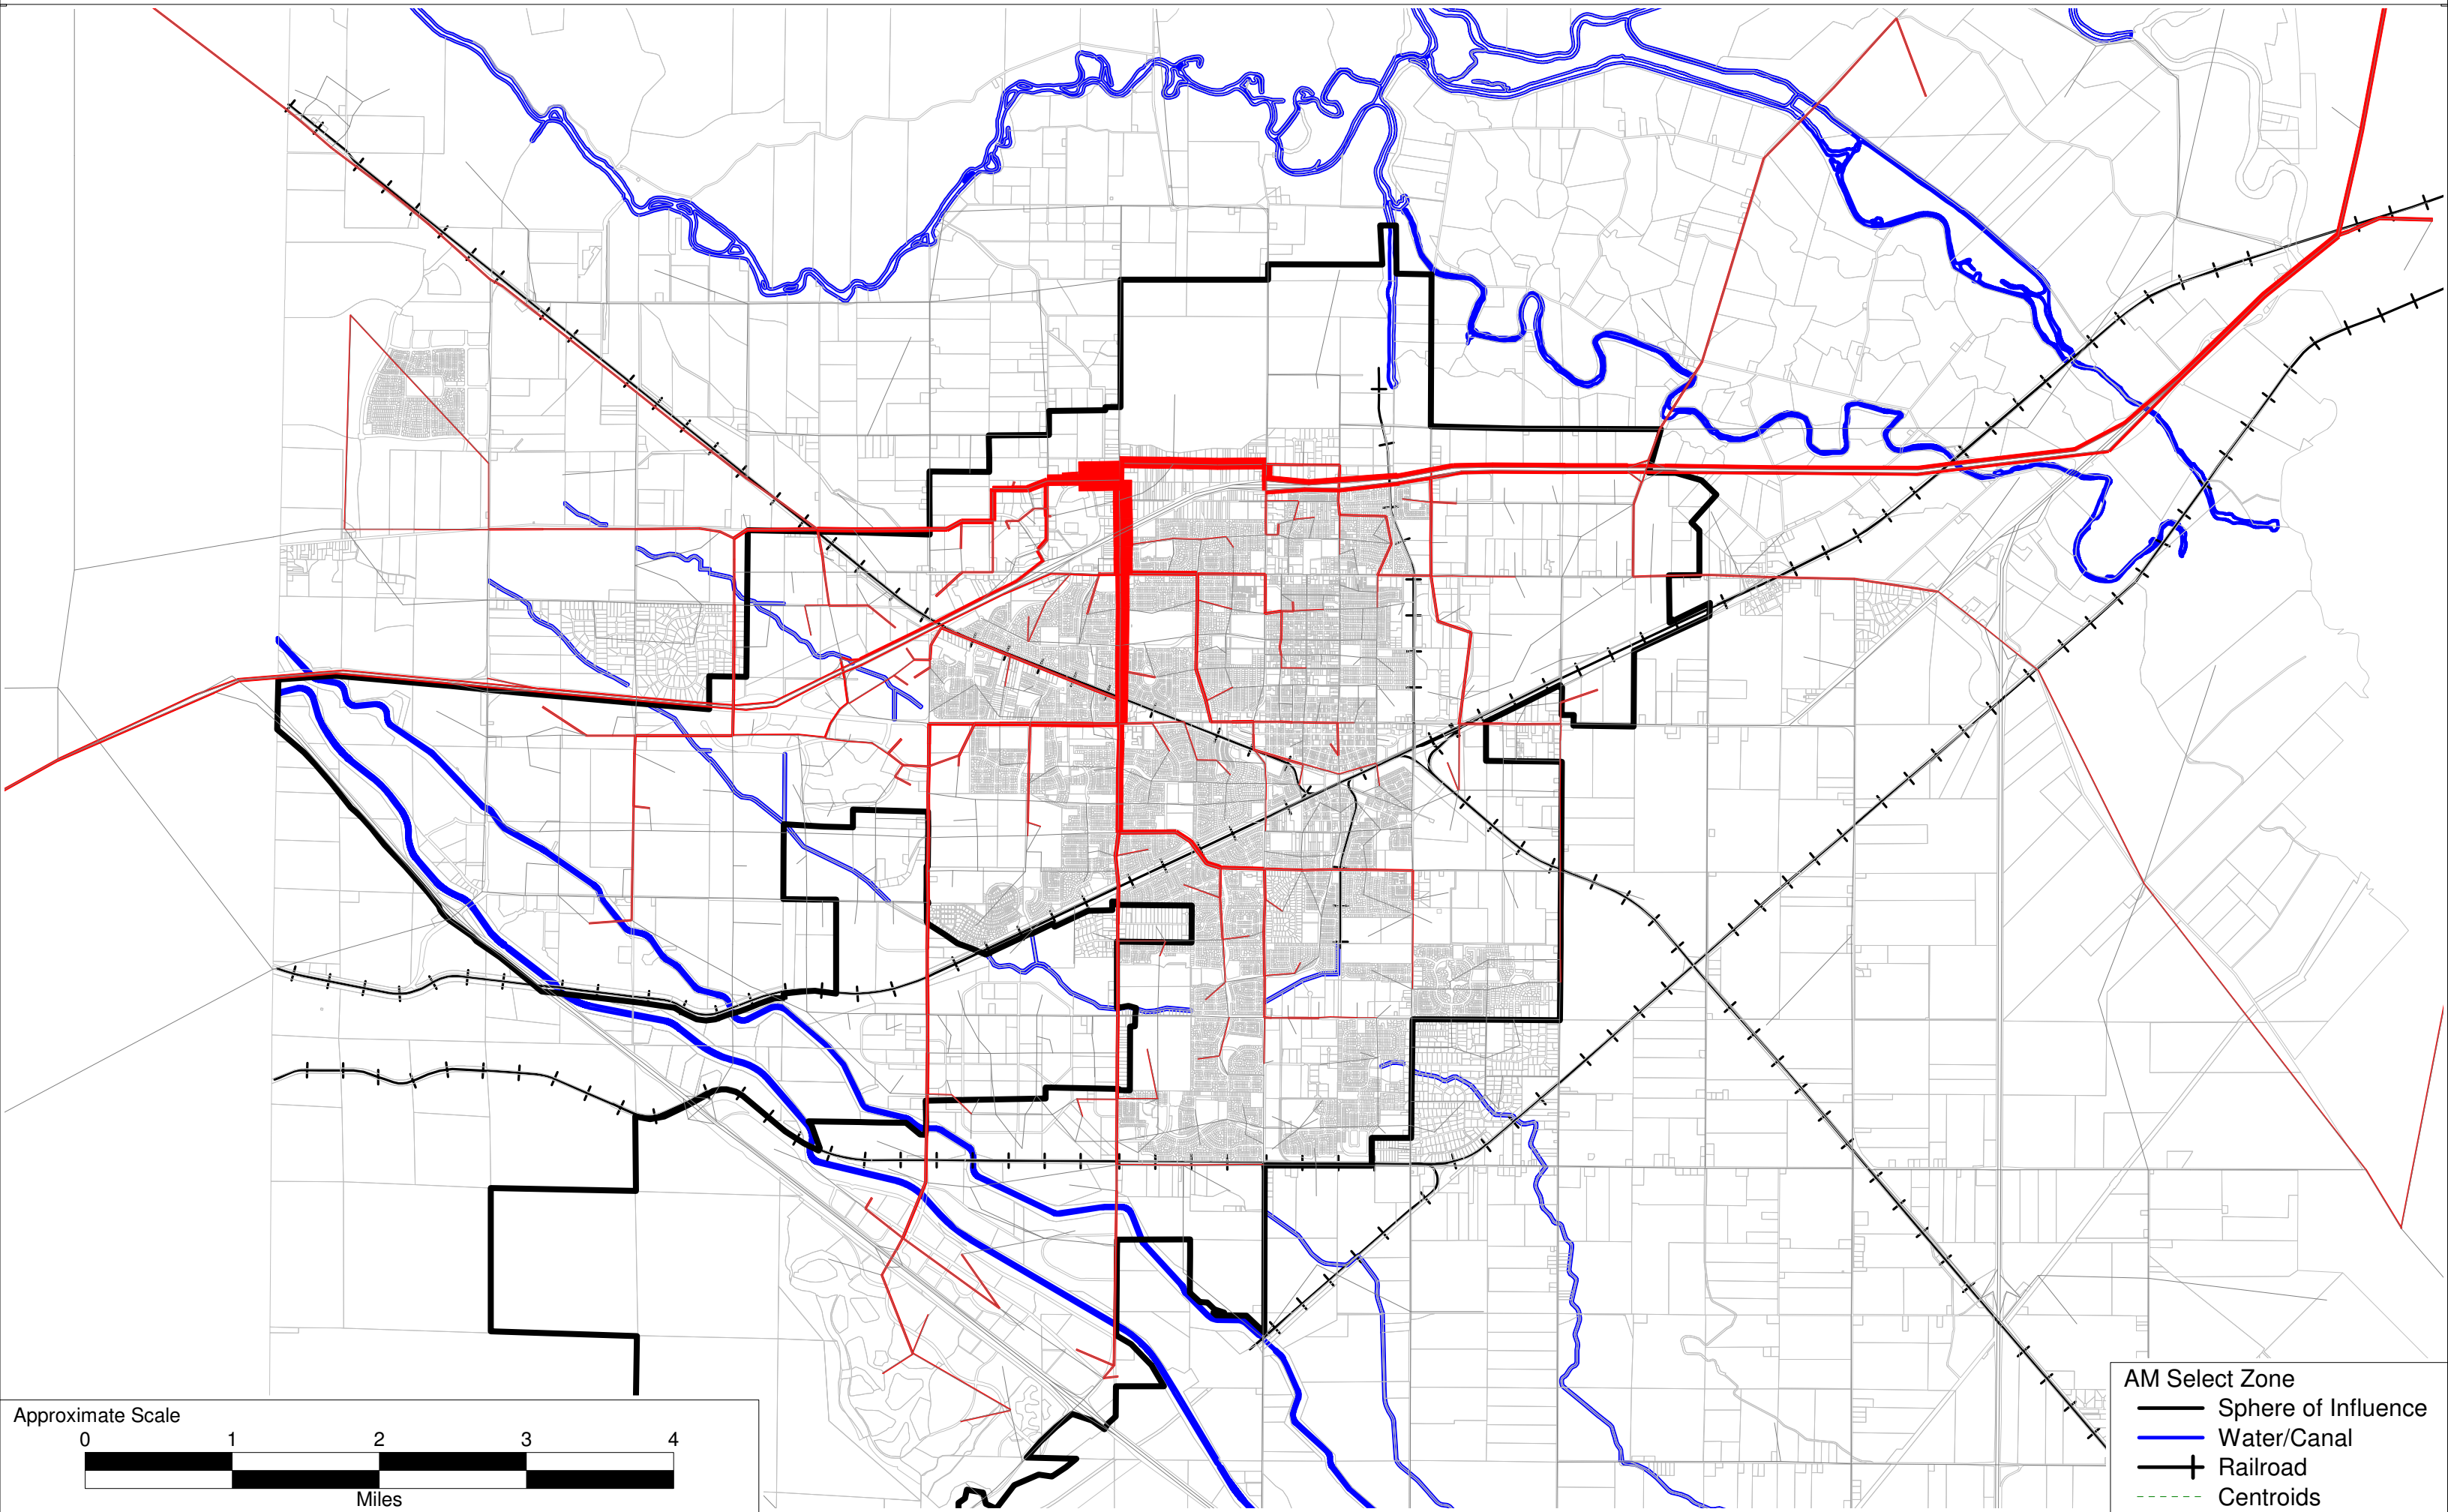 Approximate Scale
0 1 2 3 4
Miles
AM Select Zone
Sphere of Influence
Water/Canal
Railroad
Centroids